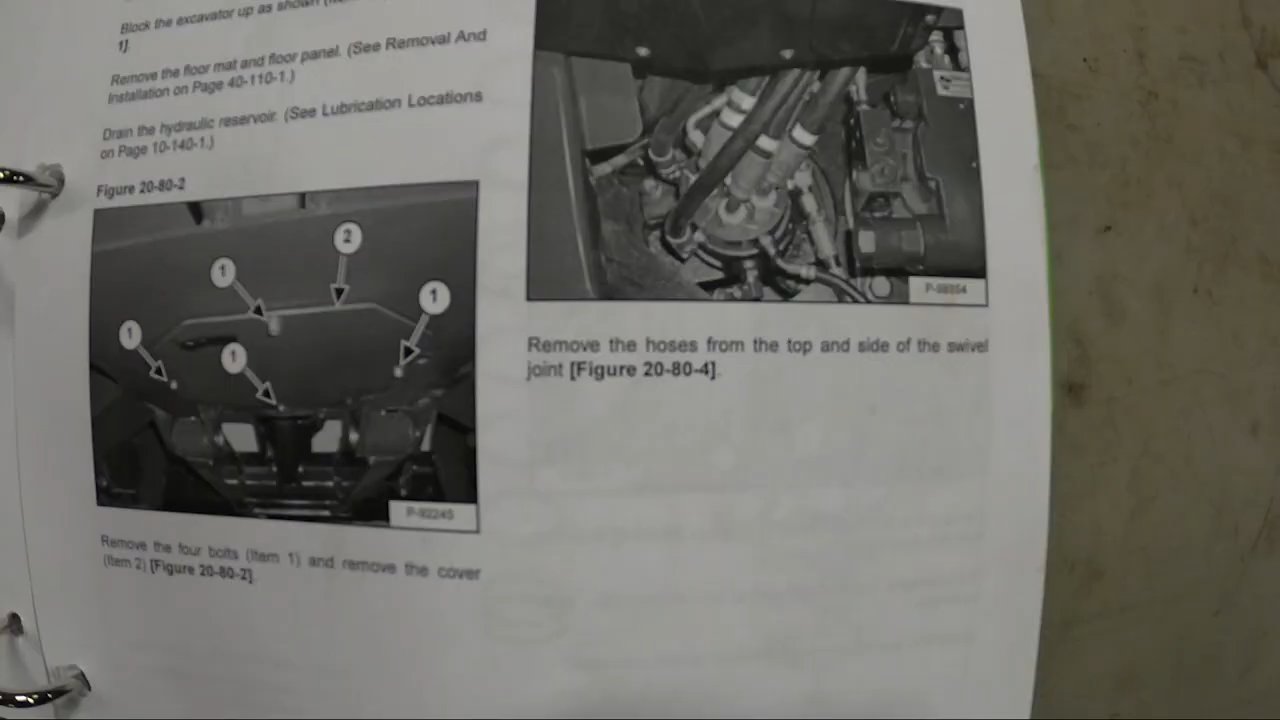 Block the excavator up as shown
1].
Remove the floor mat and floor panel. (See Removal And
Installation on Page 40-110-1.)
Drain the hydraulic reservoir. (See Lubrication Locations
on Page 10-140-1.)
Figure 20-80-2
2
1
1
1
1
P-92245
Remove the four bolts (Item 1) and remove the cover
(Item 2) [Figure 20-80-2].
Remove the hoses from the top and side of the swivel
joint [Figure 20-80-4].